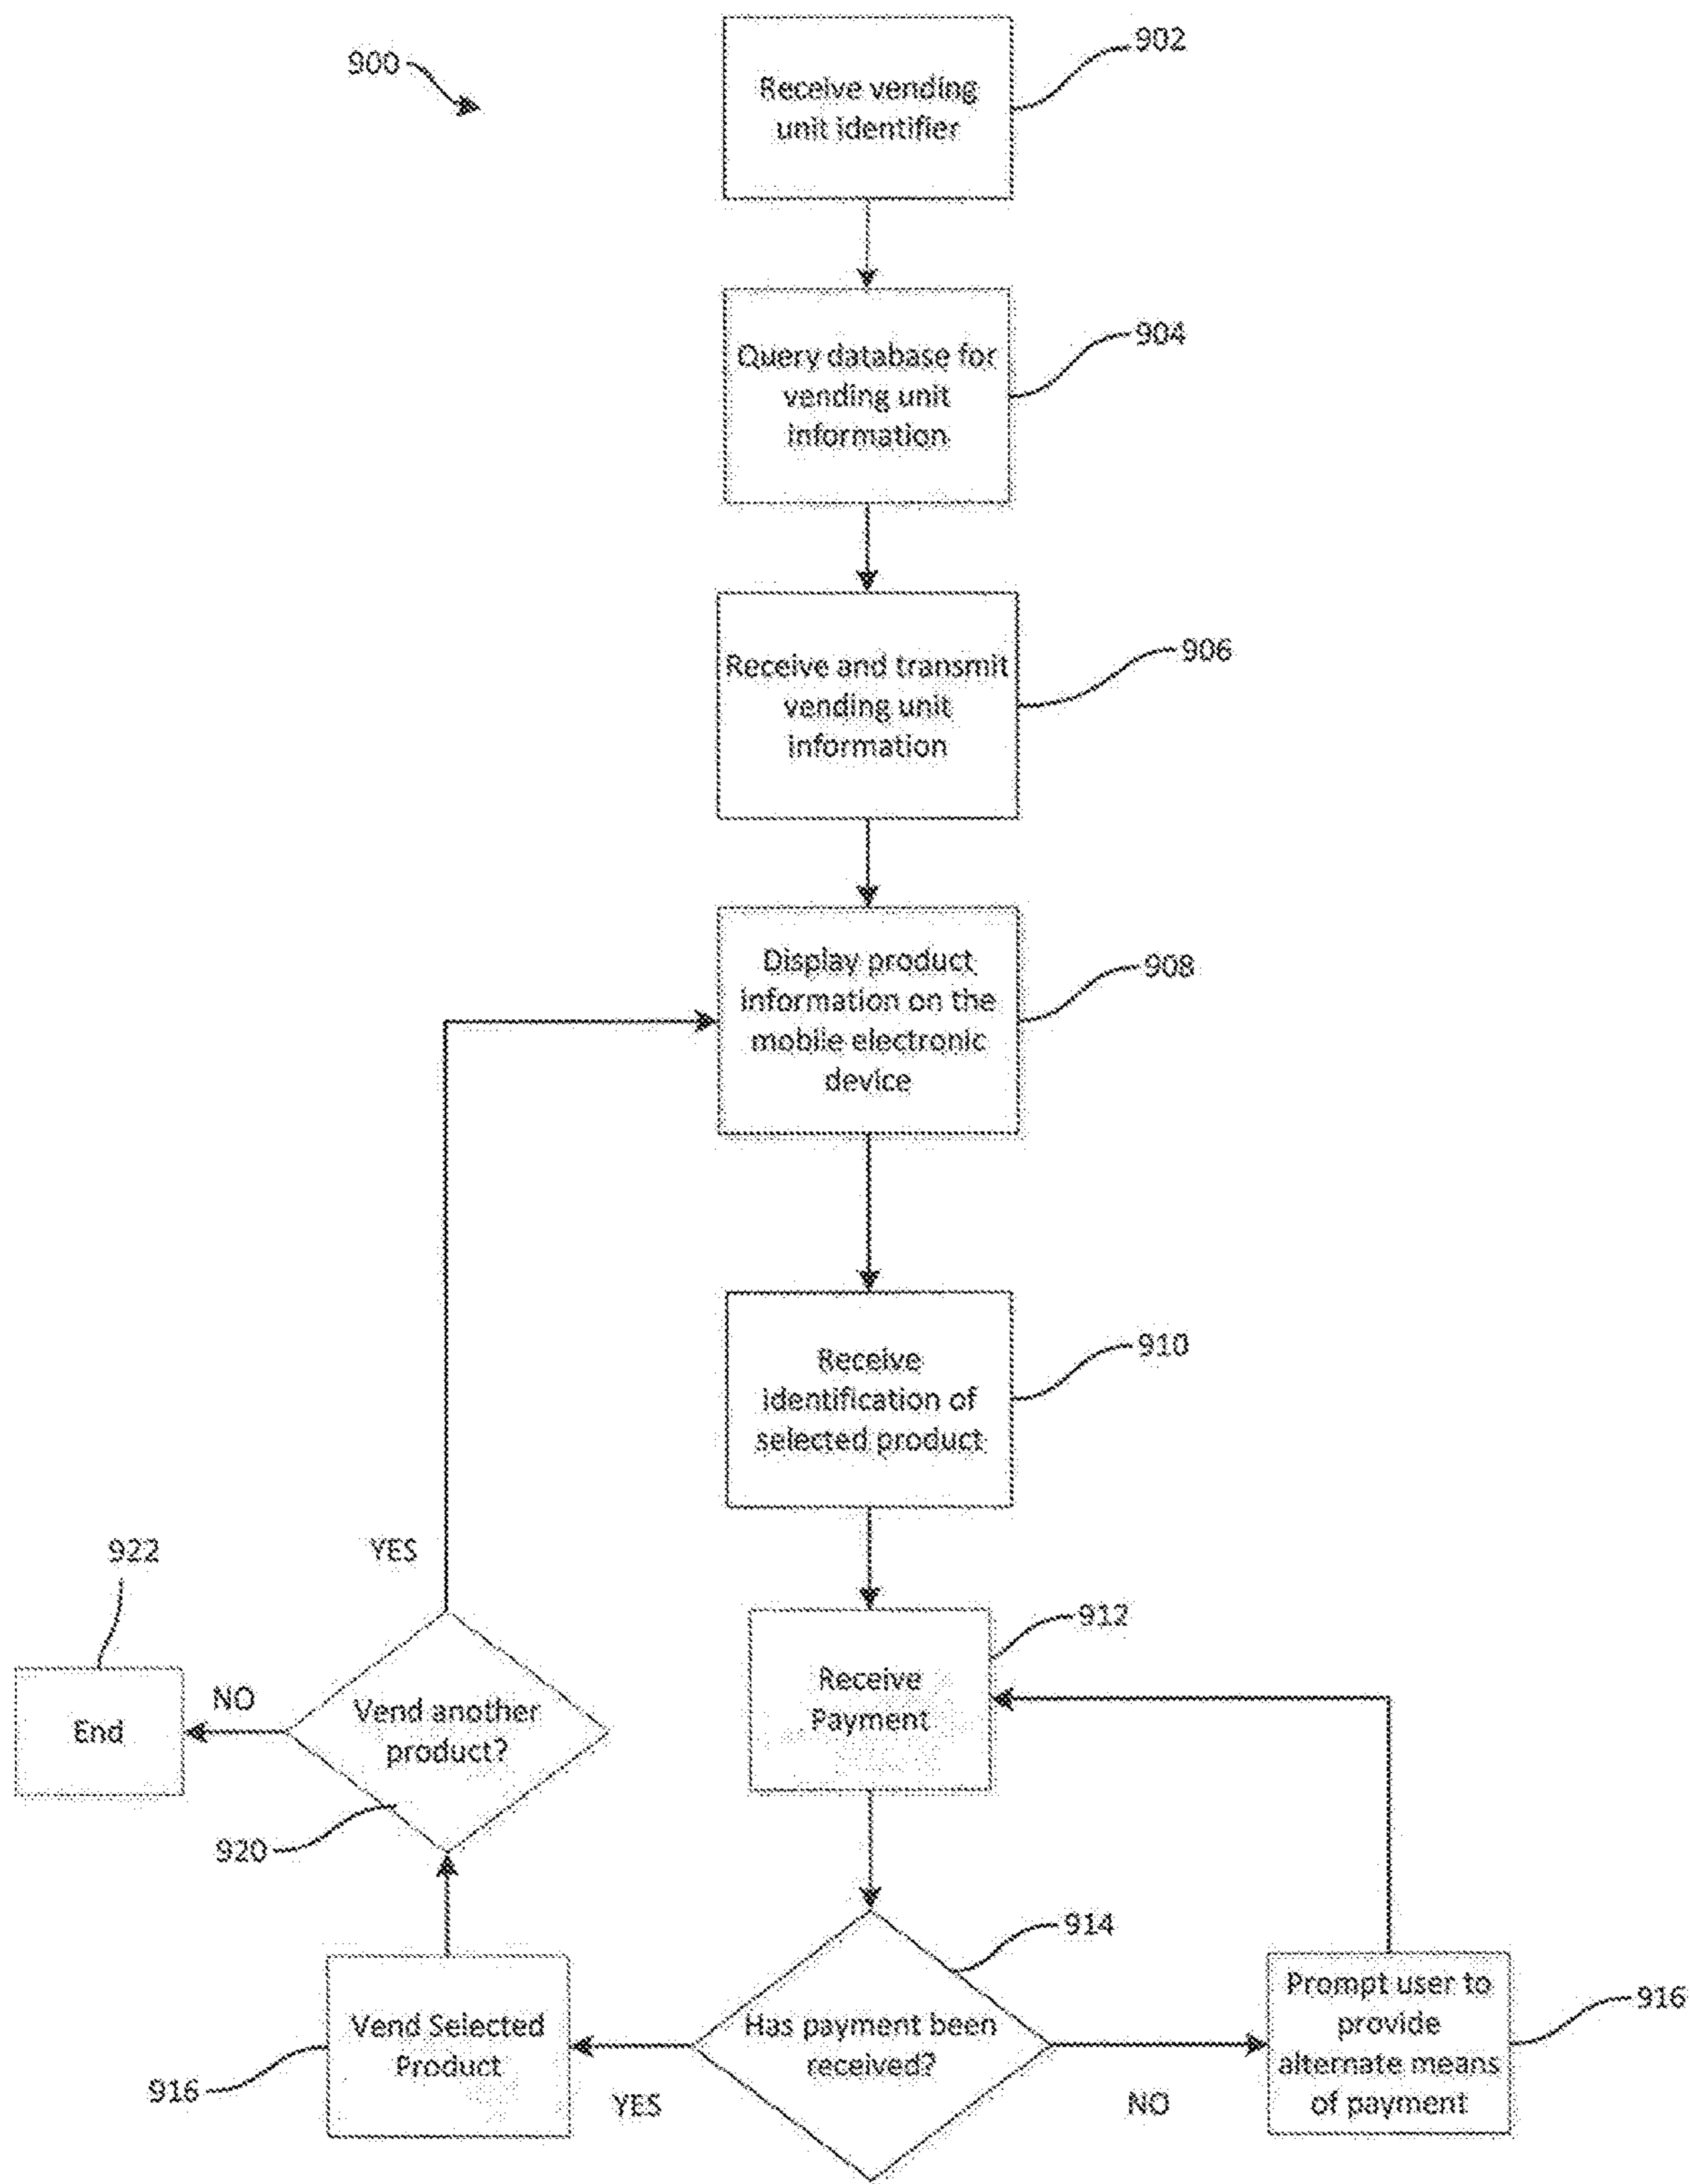 900
902
Receive vending
unit identifier
904
Query database for
vending unit
information
906
Receive and transmit
vending unit
information
908
Display product
information on the
mobile electronic
device
910
Receive
identification of
selected product
912
Receive
Payment
914
Has payment been
received?
NO
916
Prompt user to
provide
alternate means
of payment
YES
916
Vend Selected
Product
920
Vend another
product?
YES
NO
922
End